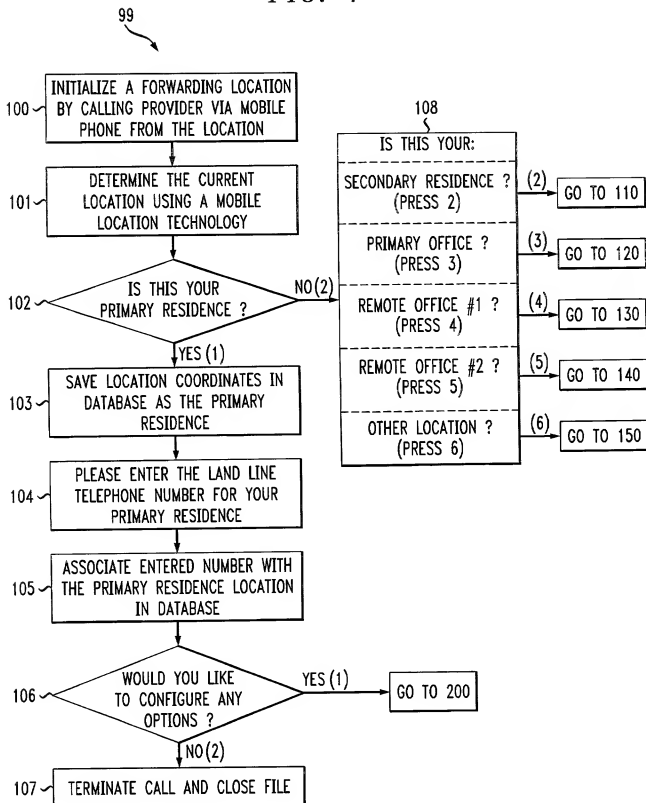 99
100
INITIALIZE A FORWARDING LOCATION
BY CALLING PROVIDER VIA MOBILE
PHONE FROM THE LOCATION
101
DETERMINE THE CURRENT
LOCATION USING A MOBILE
LOCATION TECHNOLOGY
102
IS THIS YOUR
PRIMARY RESIDENCE ?
NO(2)
YES(1)
103
SAVE LOCATION COORDINATES IN
DATABASE AS THE PRIMARY
RESIDENCE
104
PLEASE ENTER THE LAND LINE
TELEPHONE NUMBER FOR YOUR
PRIMARY RESIDENCE
105
ASSOCIATE ENTERED NUMBER WITH
THE PRIMARY RESIDENCE LOCATION
IN DATABASE
106
WOULD YOU LIKE
TO CONFIGURE ANY
OPTIONS ?
YES(1)
GO TO 200
NO(2)
107
TERMINATE CALL AND CLOSE FILE
108
IS THIS YOUR:
SECONDARY RESIDENCE ?
(PRESS 2)
(2)
GO TO 110
PRIMARY OFFICE ?
(PRESS 3)
(3)
GO TO 120
REMOTE OFFICE #1 ?
(PRESS 4)
(4)
GO TO 130
REMOTE OFFICE #2 ?
(PRESS 5)
(5)
GO TO 140
OTHER LOCATION ?
(PRESS 6)
(6)
GO TO 150